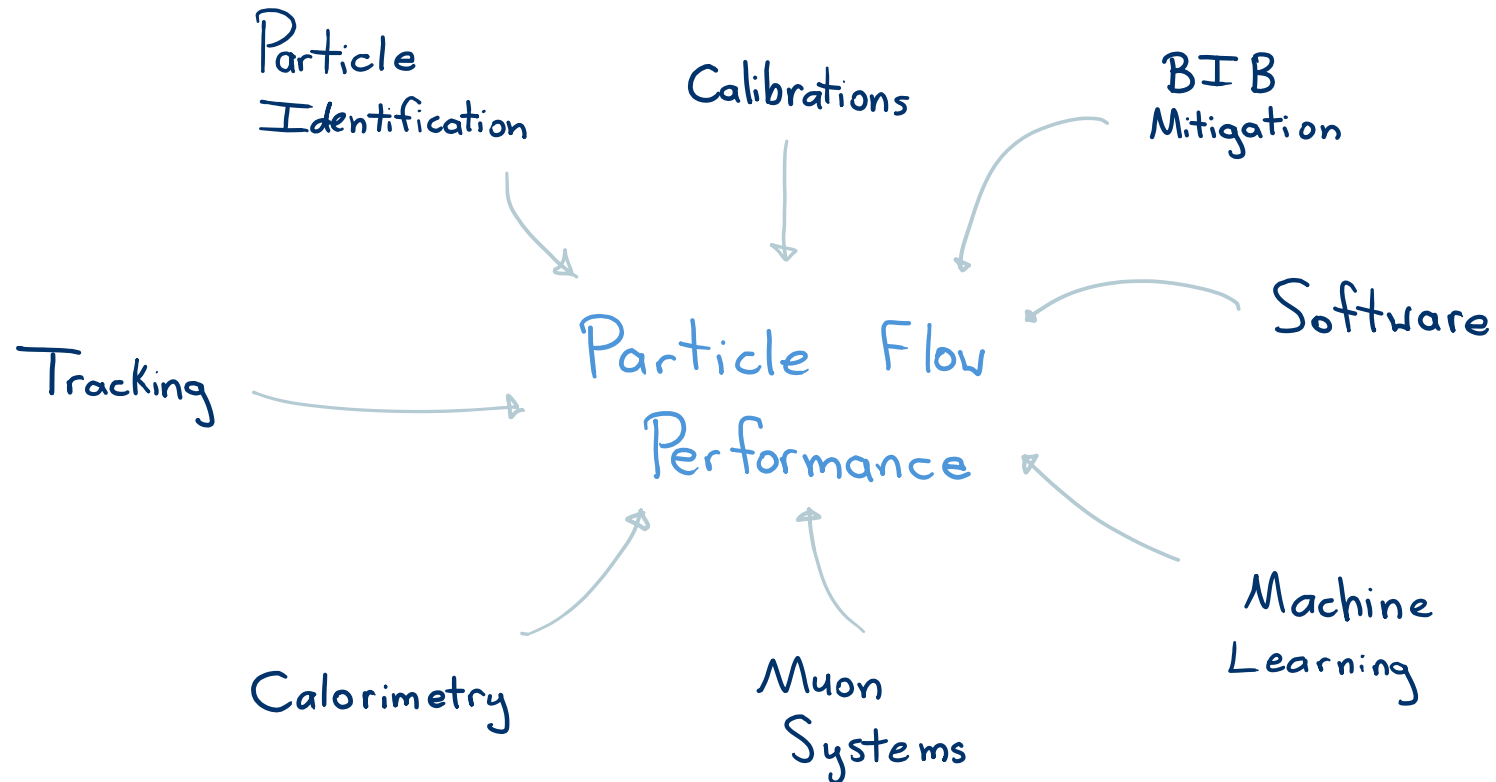 Particle
Identification
Calibrations
BIB
Mitigation
Software
Particle Flow
Performance
Tracking
Machine
Learning
Calorimetry
Muon
Systems